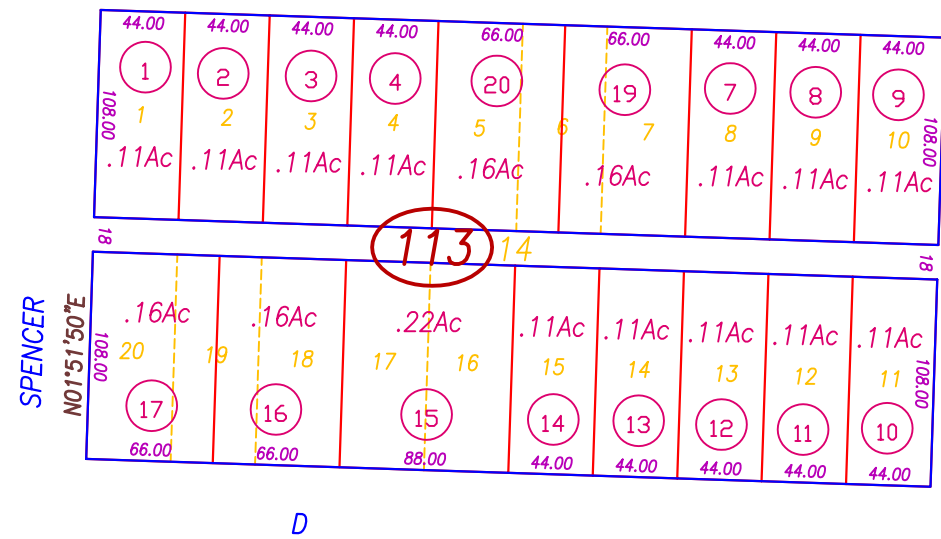 44.00 44.00 44.00 44.00 66.00 66.00 44.00 44.00 44.00
1 2 3 4 20 19 7 8 9
108.00 108.00
1 2 3 4 5 6 7 8 9 10
.11Ac .11Ac .11Ac .11Ac .16Ac .16Ac .11Ac .11Ac .11Ac
18 113 14 18
SPENCER
N01°51'50"E
.16Ac .16Ac .22Ac .11Ac .11Ac .11Ac .11Ac .11Ac
108.00 108.00
20 19 18 17 16 15 14 13 12 11
17 16 15 14 13 12 11 10
66.00 66.00 88.00 44.00 44.00 44.00 44.00 44.00
D